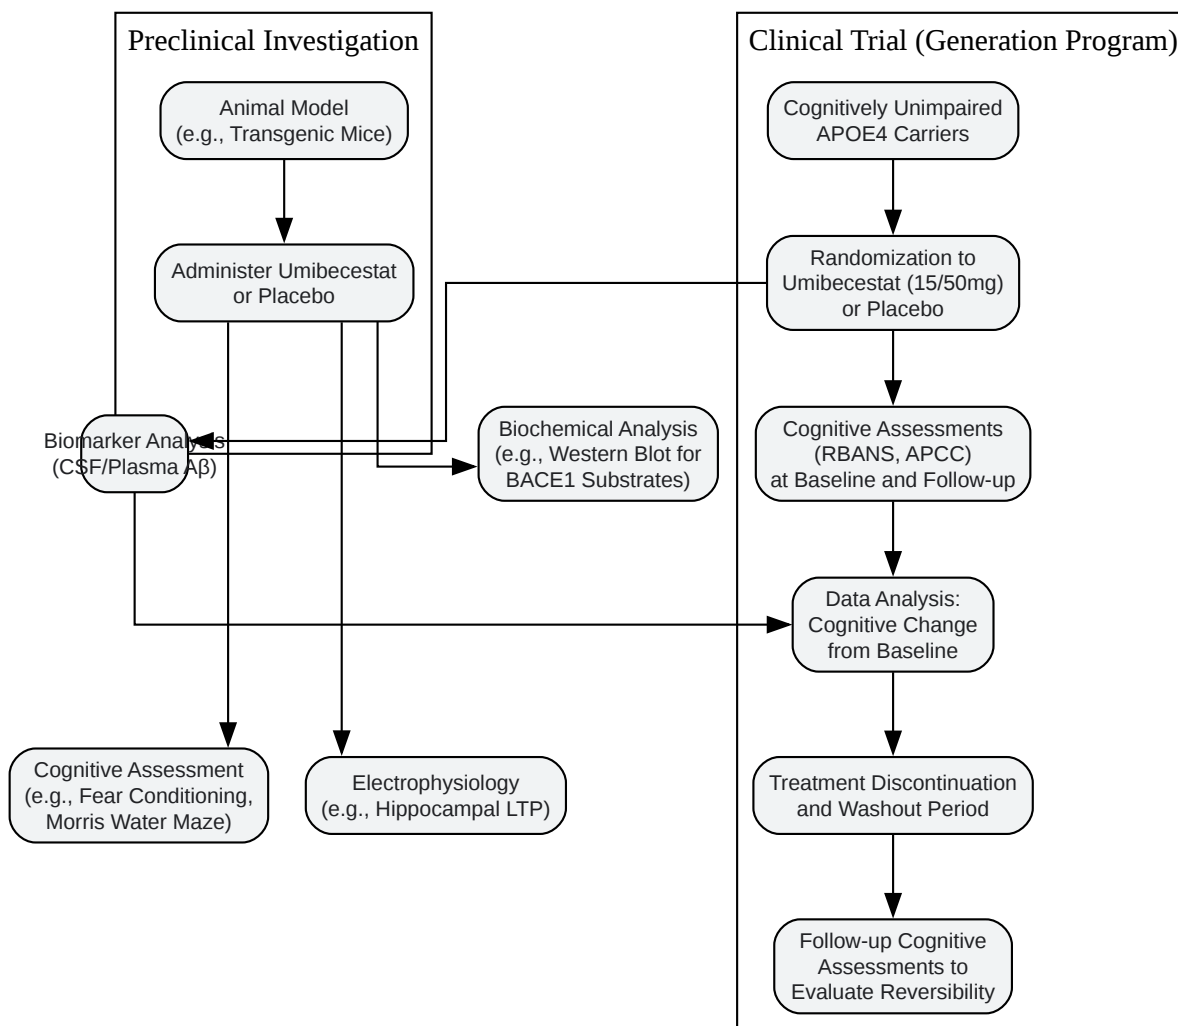 Preclinical Investigation
Animal Model
(e.g., Transgenic Mice)
Administer Umibecestat
or Placebo
Biomarker Analysis
(CSF/Plasma Aβ)
Biochemical Analysis
(e.g., Western Blot for
BACE1 Substrates)
Cognitive Assessment
(e.g., Fear Conditioning,
Morris Water Maze)
Electrophysiology
(e.g., Hippocampal LTP)
Clinical Trial (Generation Program)
Cognitively Unimpaired
APOE4 Carriers
Randomization to
Umibecestat (15/50mg)
or Placebo
Cognitive Assessments
(RBANS, APCC)
at Baseline and Follow-up
Data Analysis:
Cognitive Change
from Baseline
Treatment Discontinuation
and Washout Period
Follow-up Cognitive
Assessments to
Evaluate Reversibility